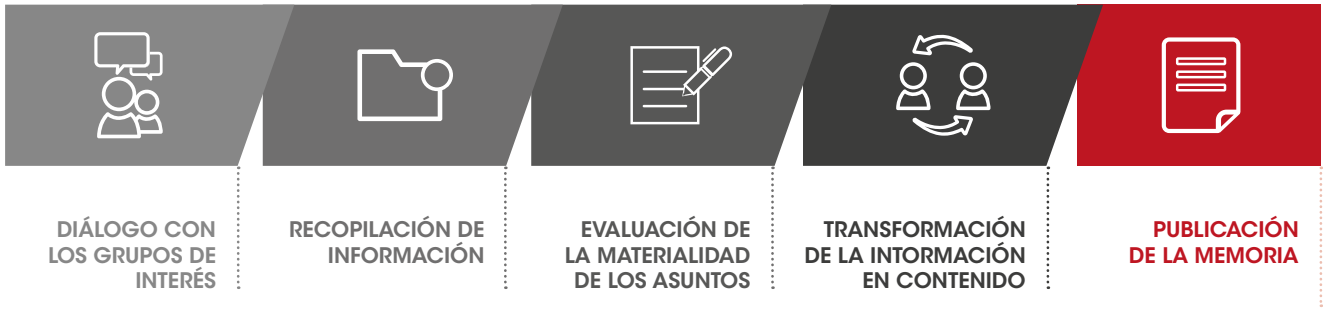 DIÁLOGO CON
LOS GRUPOS DE
INTERÉS
RECOPILACIÓN DE
INFORMACIÓN
EVALUACIÓN DE
LA MATERIALIDAD
DE LOS ASUNTOS
TRANSFORMACIÓN
DE LA INTORMACIÓN
EN CONTENIDO
PUBLICACIÓN
DE LA MEMORIA